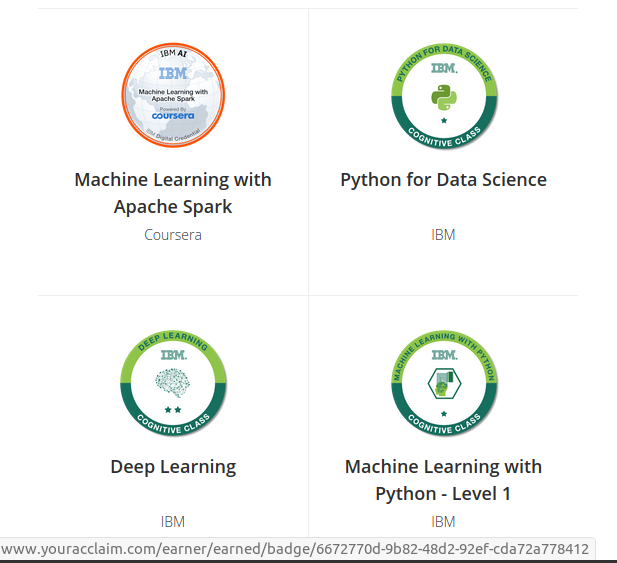 IBM AI
IBM
Machine Learning with
Apache Spark
Powered By
coursera
IBM Digital Credential
PYTHON FOR DATA SCIENCE
IBM.
COGNITIVE CLASS
Machine Learning with
Apache Spark
Coursera
Python for Data Science
IBM
DEEP LEARNING
IBM.
COGNITIVE CLASS
MACHINE LEARNING WITH PYTHON
IBM.
COGNITIVE CLASS
Deep Learning
IBM
Machine Learning with
Python - Level 1
IBM
www.youracclaim.com/earner/earned/badge/6672770d-9b82-48d2-92ef-cda72a778412